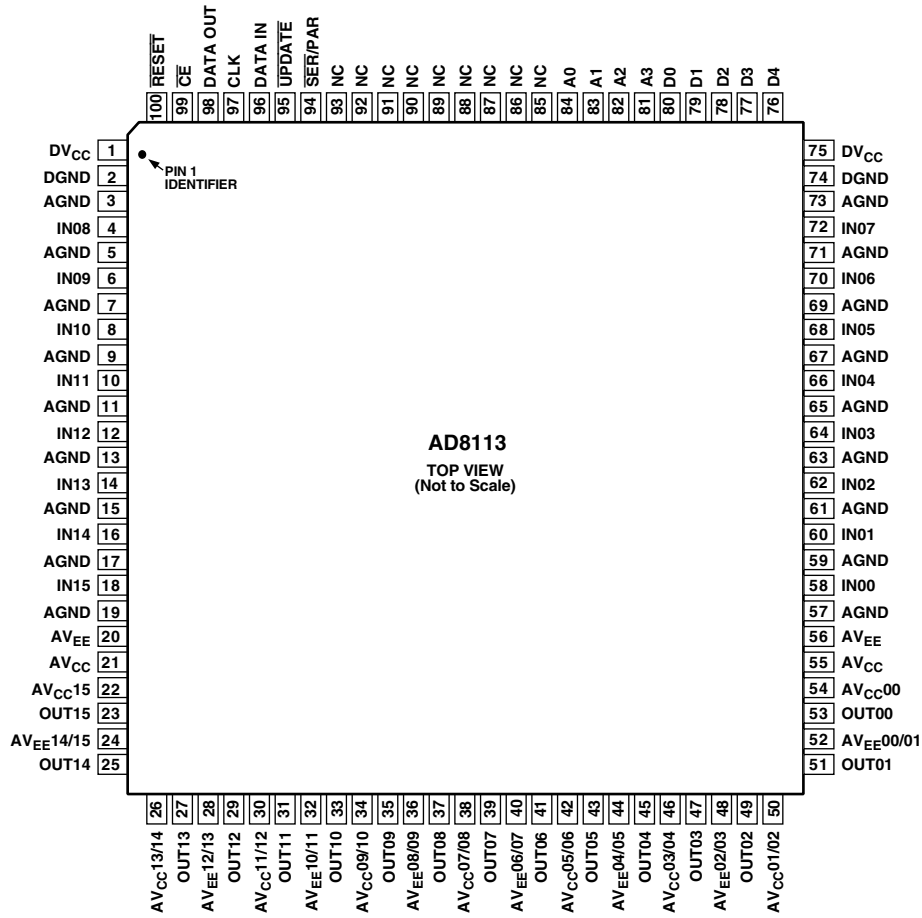 RESET
CE
DATA OUT
CLK
DATA IN
UPDATE
SER/PAR
NC
NC
NC
NC
NC
NC
NC
NC
NC
A0
A1
A2
A3
D0
D1
D2
D3
D4
100 99 98 97 96 95 94 93 92 91 90 89 88 87 86 85 84 83 82 81 80 79 78 77 76
PIN 1
IDENTIFIER
DVCC 1
DGND 2
AGND 3
IN08 4
AGND 5
IN09 6
AGND 7
IN10 8
AGND 9
IN11 10
AGND 11
IN12 12
AGND 13
IN13 14
AGND 15
IN14 16
AGND 17
IN15 18
AGND 19
AVEE 20
AVCC 21
AVCC15 22
OUT15 23
AVEE14/15 24
OUT14 25
AD8113
TOP VIEW
(Not to Scale)
75 DVCC
74 DGND
73 AGND
72 IN07
71 AGND
70 IN06
69 AGND
68 IN05
67 AGND
66 IN04
65 AGND
64 IN03
63 AGND
62 IN02
61 AGND
60 IN01
59 AGND
58 IN00
57 AGND
56 AVEE
55 AVCC
54 AVCC00
53 OUT00
52 AVEE00/01
51 OUT01
26 27 28 29 30 31 32 33 34 35 36 37 38 39 40 41 42 43 44 45 46 47 48 49 50
AVCC13/14
OUT13
AVEE12/13
OUT12
AVCC11/12
OUT11
AVEE10/11
OUT10
AVCC09/10
OUT09
AVEE08/09
OUT08
AVCC07/08
OUT07
AVEE06/07
OUT06
AVCC05/06
OUT05
AVEE04/05
OUT04
AVCC03/04
OUT03
AVEE02/03
OUT02
AVCC01/02